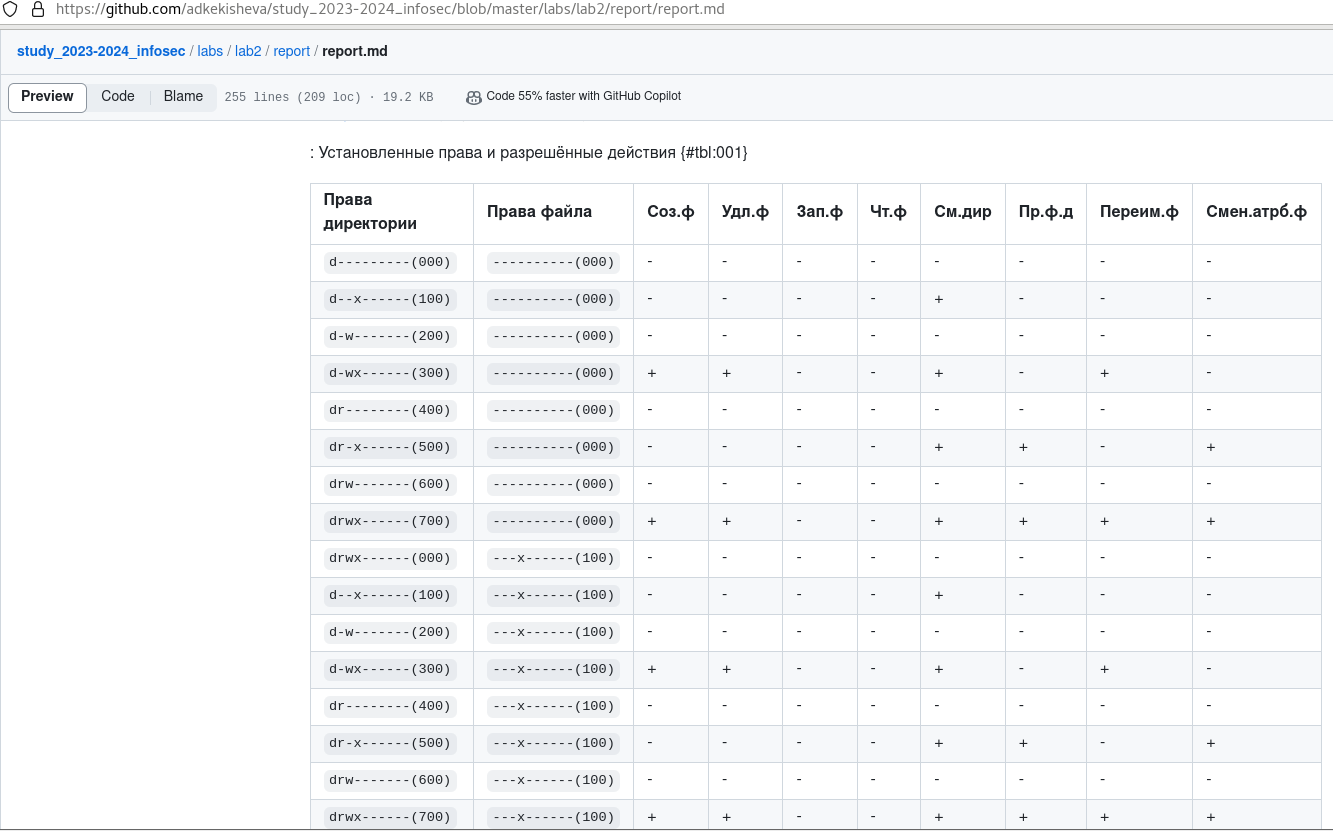 https://github.com/adkekisheva/study_2023-2024_infosec/blob/master/labs/lab2/report/report.md
study_2023-2024_infosec / labs / lab2 / report / report.md
Preview Code Blame 255 lines (209 loc) · 19.2 KB Code 55% faster with GitHub Copilot
: Установленные права и разрешённые действия {#tbl:001}
Права директории Права файла Соз.ф Удл.ф Зап.ф Чт.ф См.дир Пр.ф.д Переим.ф Смен.атрб.ф
d---------(000) ----------(000) - - - - - - - -
d--x------(100) ----------(000) - - - - + - - -
d-w-------(200) ----------(000) - - - - - - - -
d-wx------(300) ----------(000) + + - - + - + -
dr--------(400) ----------(000) - - - - - - - -
dr-x------(500) ----------(000) - - - - + + - +
drw-------(600) ----------(000) - - - - - - - -
drwx------(700) ----------(000) + + - - + + + +
drwx------(000) ---x------(100) - - - - - - - -
d--x------(100) ---x------(100) - - - - + - - -
d-w-------(200) ---x------(100) - - - - - - - -
d-wx------(300) ---x------(100) + + - - + - + -
dr--------(400) ---x------(100) - - - - - - - -
dr-x------(500) ---x------(100) - - - - + + - +
drw-------(600) ---x------(100) - - - - - - - -
drwx------(700) ---x------(100) + + - - + + + +